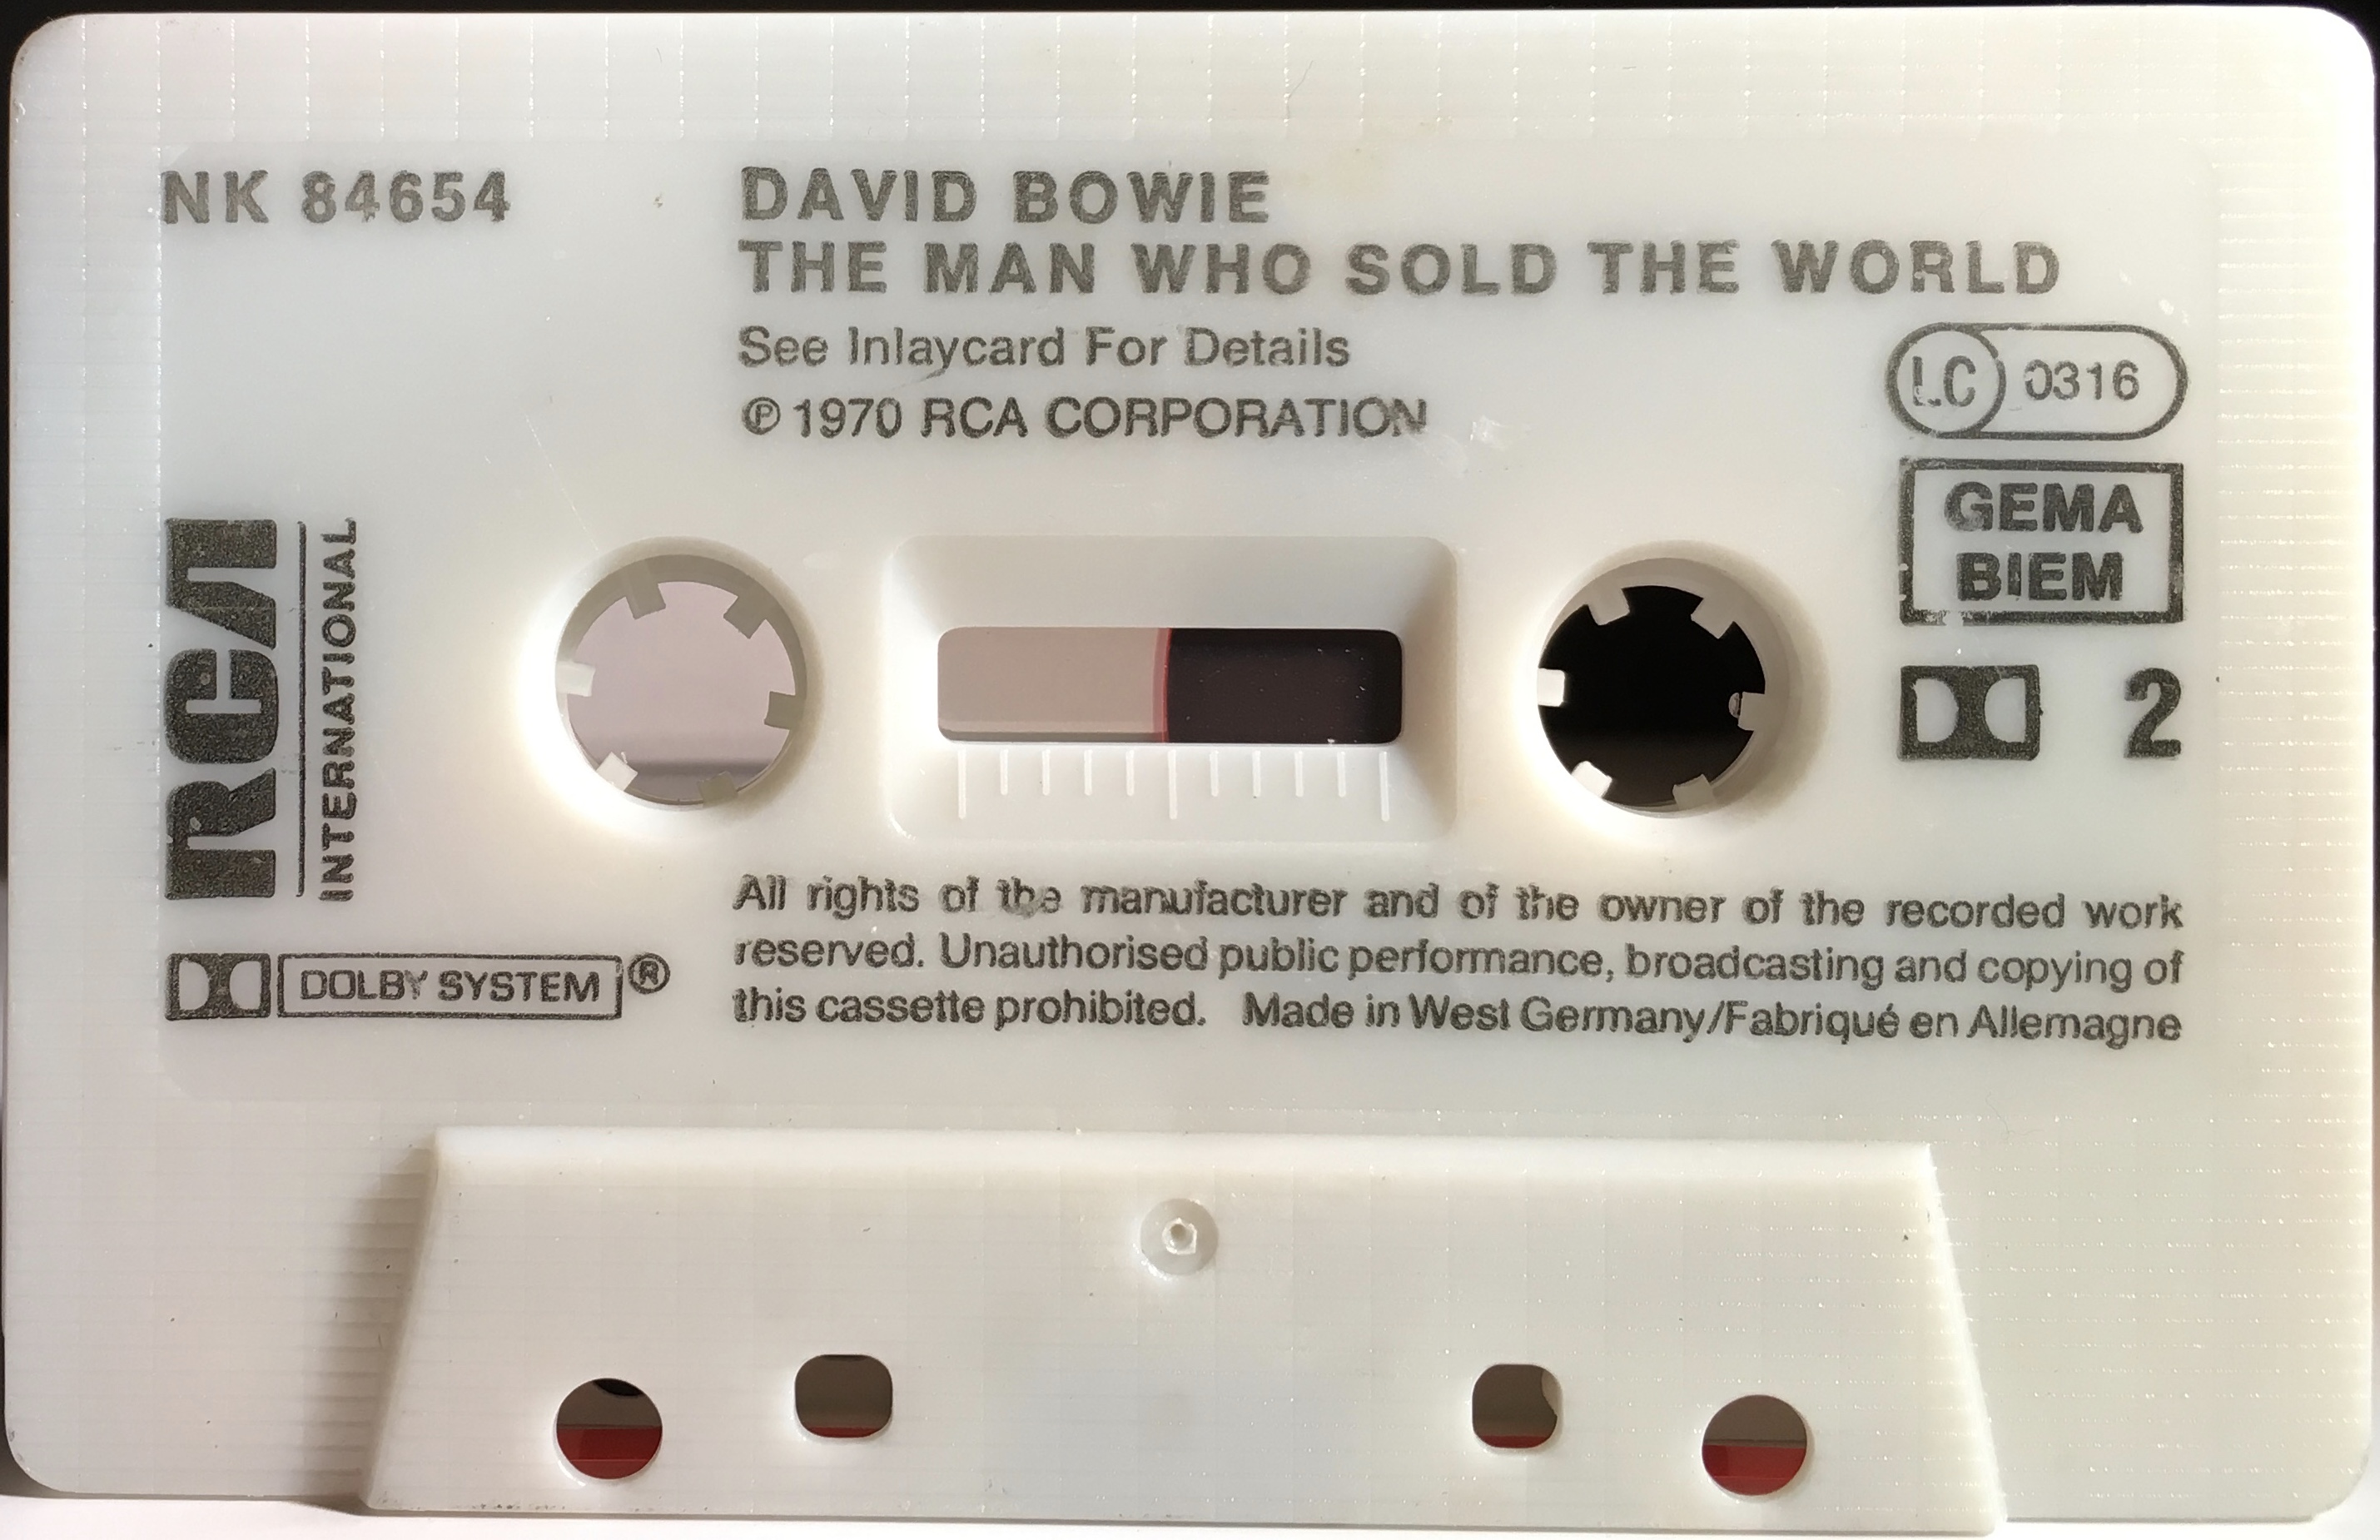 NK 84654
DAVID BOWIE
THE MAN WHO SOLD THE WORLD
See Inlaycard For Details
℗ 1970 RCA CORPORATION
LC 0316
GEMA
BIEM
2
RCA
INTERNATIONAL
DOLBY SYSTEM®
All rights of the manufacturer and of the owner of the recorded work
reserved. Unauthorised public performance, broadcasting and copying of
this cassette prohibited. Made in West Germany/Fabriqué en Allemagne